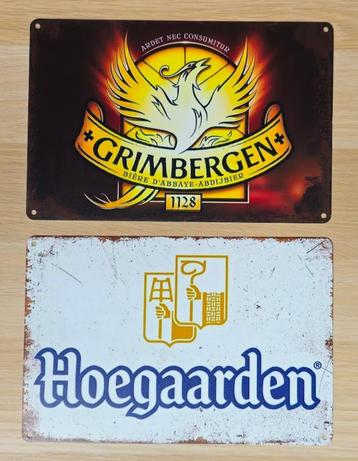 ARDET NEC CONSUMITUR
GRIMBERGEN
BIÈRE D'ABBAYE - ABDIJBIER
1128
Hoegaarden®